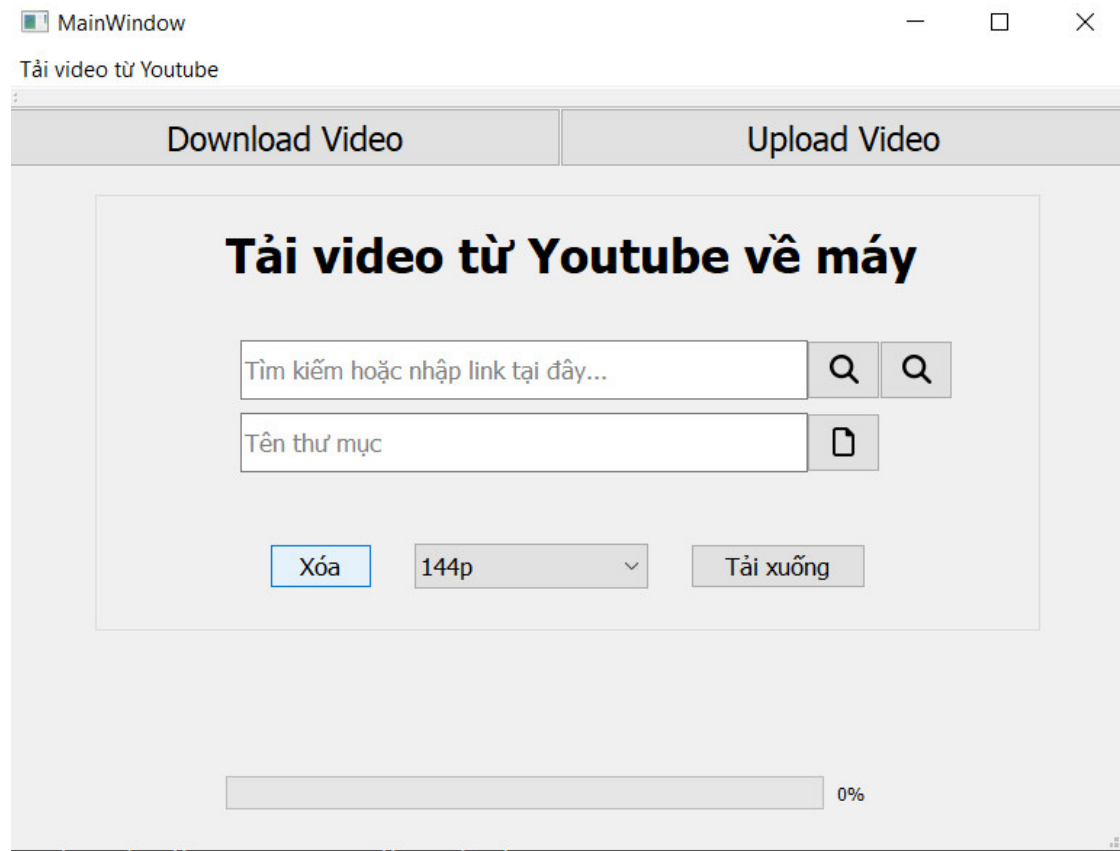 MainWindow
Tải video từ Youtube
Download Video
Upload Video
Tải video từ Youtube về máy
Tìm kiếm hoặc nhập link tại đây...
Tên thư mục
Xóa
144p
Tải xuống
0%